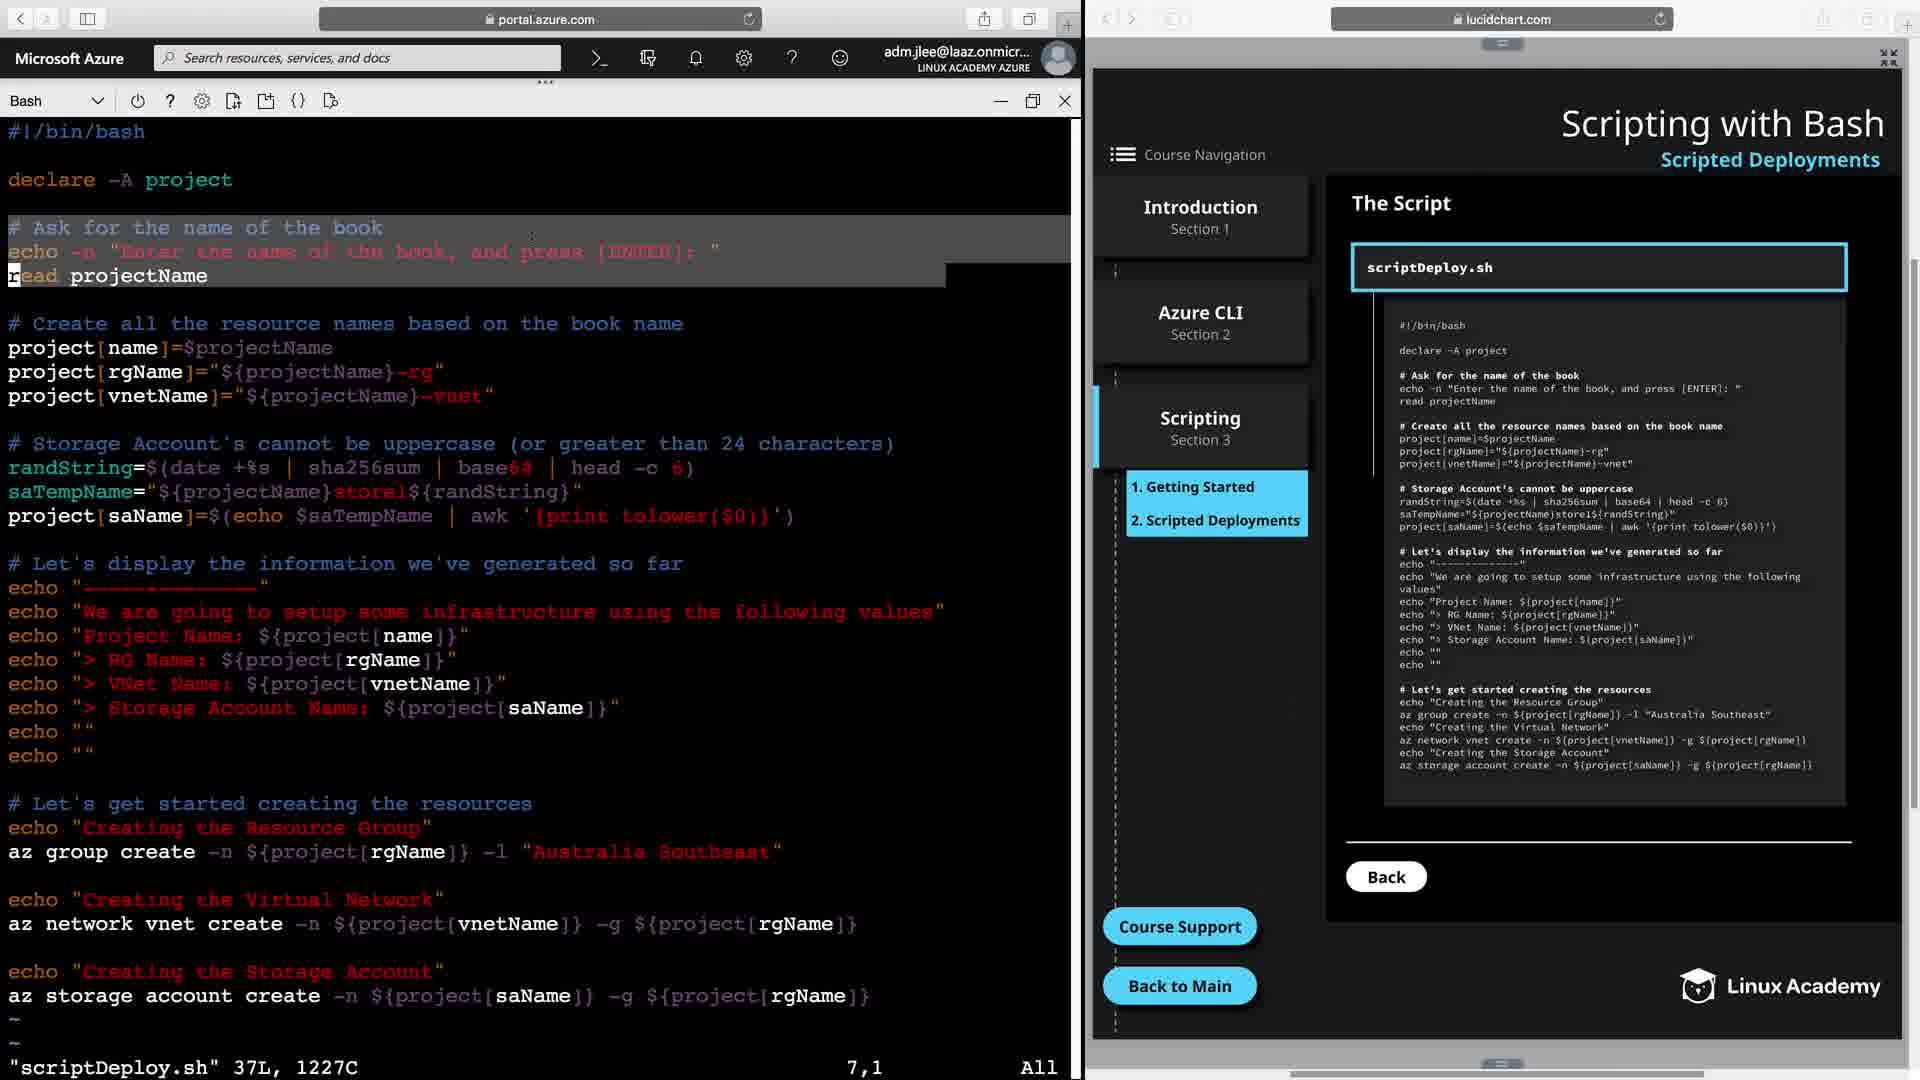 portal.azure.com
Microsoft Azure
Search resources, services, and docs
adm.jlee@laaz.onmicr...
LINUX ACADEMY AZURE
Bash
#!/bin/bash
declare -A project
# Ask for the name of the book
echo -n "Enter the name of the book, and press [ENTER]: "
read projectName
# Create all the resource names based on the book name
project[name]=$projectName
project[rgName]="${projectName}-rg"
project[vnetName]="${projectName}-vnet"
# Storage Account's cannot be uppercase (or greater than 24 characters)
randString=$(date +%s | sha256sum | base64 | head -c 6)
saTempName="${projectName}store1${randString}"
project[saName]=$(echo $saTempName | awk '{print tolower($0)}')
# Let's display the information we've generated so far
echo "--------------"
echo "We are going to setup some infrastructure using the following values"
echo "Project Name: ${project[name]}"
echo "> RG Name: ${project[rgName]}"
echo "> VNet Name: ${project[vnetName]}"
echo "> Storage Account Name: ${project[saName]}"
echo ""
echo ""
# Let's get started creating the resources
echo "Creating the Resource Group"
az group create -n ${project[rgName]} -l "Australia Southeast"
echo "Creating the Virtual Network"
az network vnet create -n ${project[vnetName]} -g ${project[rgName]}
echo "Creating the Storage Account"
az storage account create -n ${project[saName]} -g ${project[rgName]}
~
~
"scriptDeploy.sh" 37L, 1227C 7,1 All
lucidchart.com
Scripting with Bash
Scripted Deployments
Course Navigation
Introduction
Section 1
Azure CLI
Section 2
Scripting
Section 3
1. Getting Started
2. Scripted Deployments
Course Support
Back to Main
The Script
scriptDeploy.sh
#!/bin/bash
declare -A project
# Ask for the name of the book
echo -n "Enter the name of the book, and press [ENTER]: "
read projectName
# Create all the resource names based on the book name
project[name]=$projectName
project[rgName]="${projectName}-rg"
project[vnetName]="${projectName}-vnet"
# Storage Account's cannot be uppercase
randString=$(date +%s | sha256sum | base64 | head -c 6)
saTempName="${projectName}store1${randString}"
project[saName]=$(echo $saTempName | awk '{print tolower($0)}')
# Let's display the information we've generated so far
echo "--------------"
echo "We are going to setup some infrastructure using the following
values"
echo "Project Name: ${project[name]}"
echo "> RG Name: ${project[rgName]}"
echo "> VNet Name: ${project[vnetName]}"
echo "> Storage Account Name: ${project[saName]}"
echo ""
echo ""
# Let's get started creating the resources
echo "Creating the Resource Group"
az group create -n ${project[rgName]} -l "Australia Southeast"
echo "Creating the Virtual Network"
az network vnet create -n ${project[vnetName]} -g ${project[rgName]}
echo "Creating the Storage Account"
az storage account create -n ${project[saName]} -g ${project[rgName]}
Back
Linux Academy